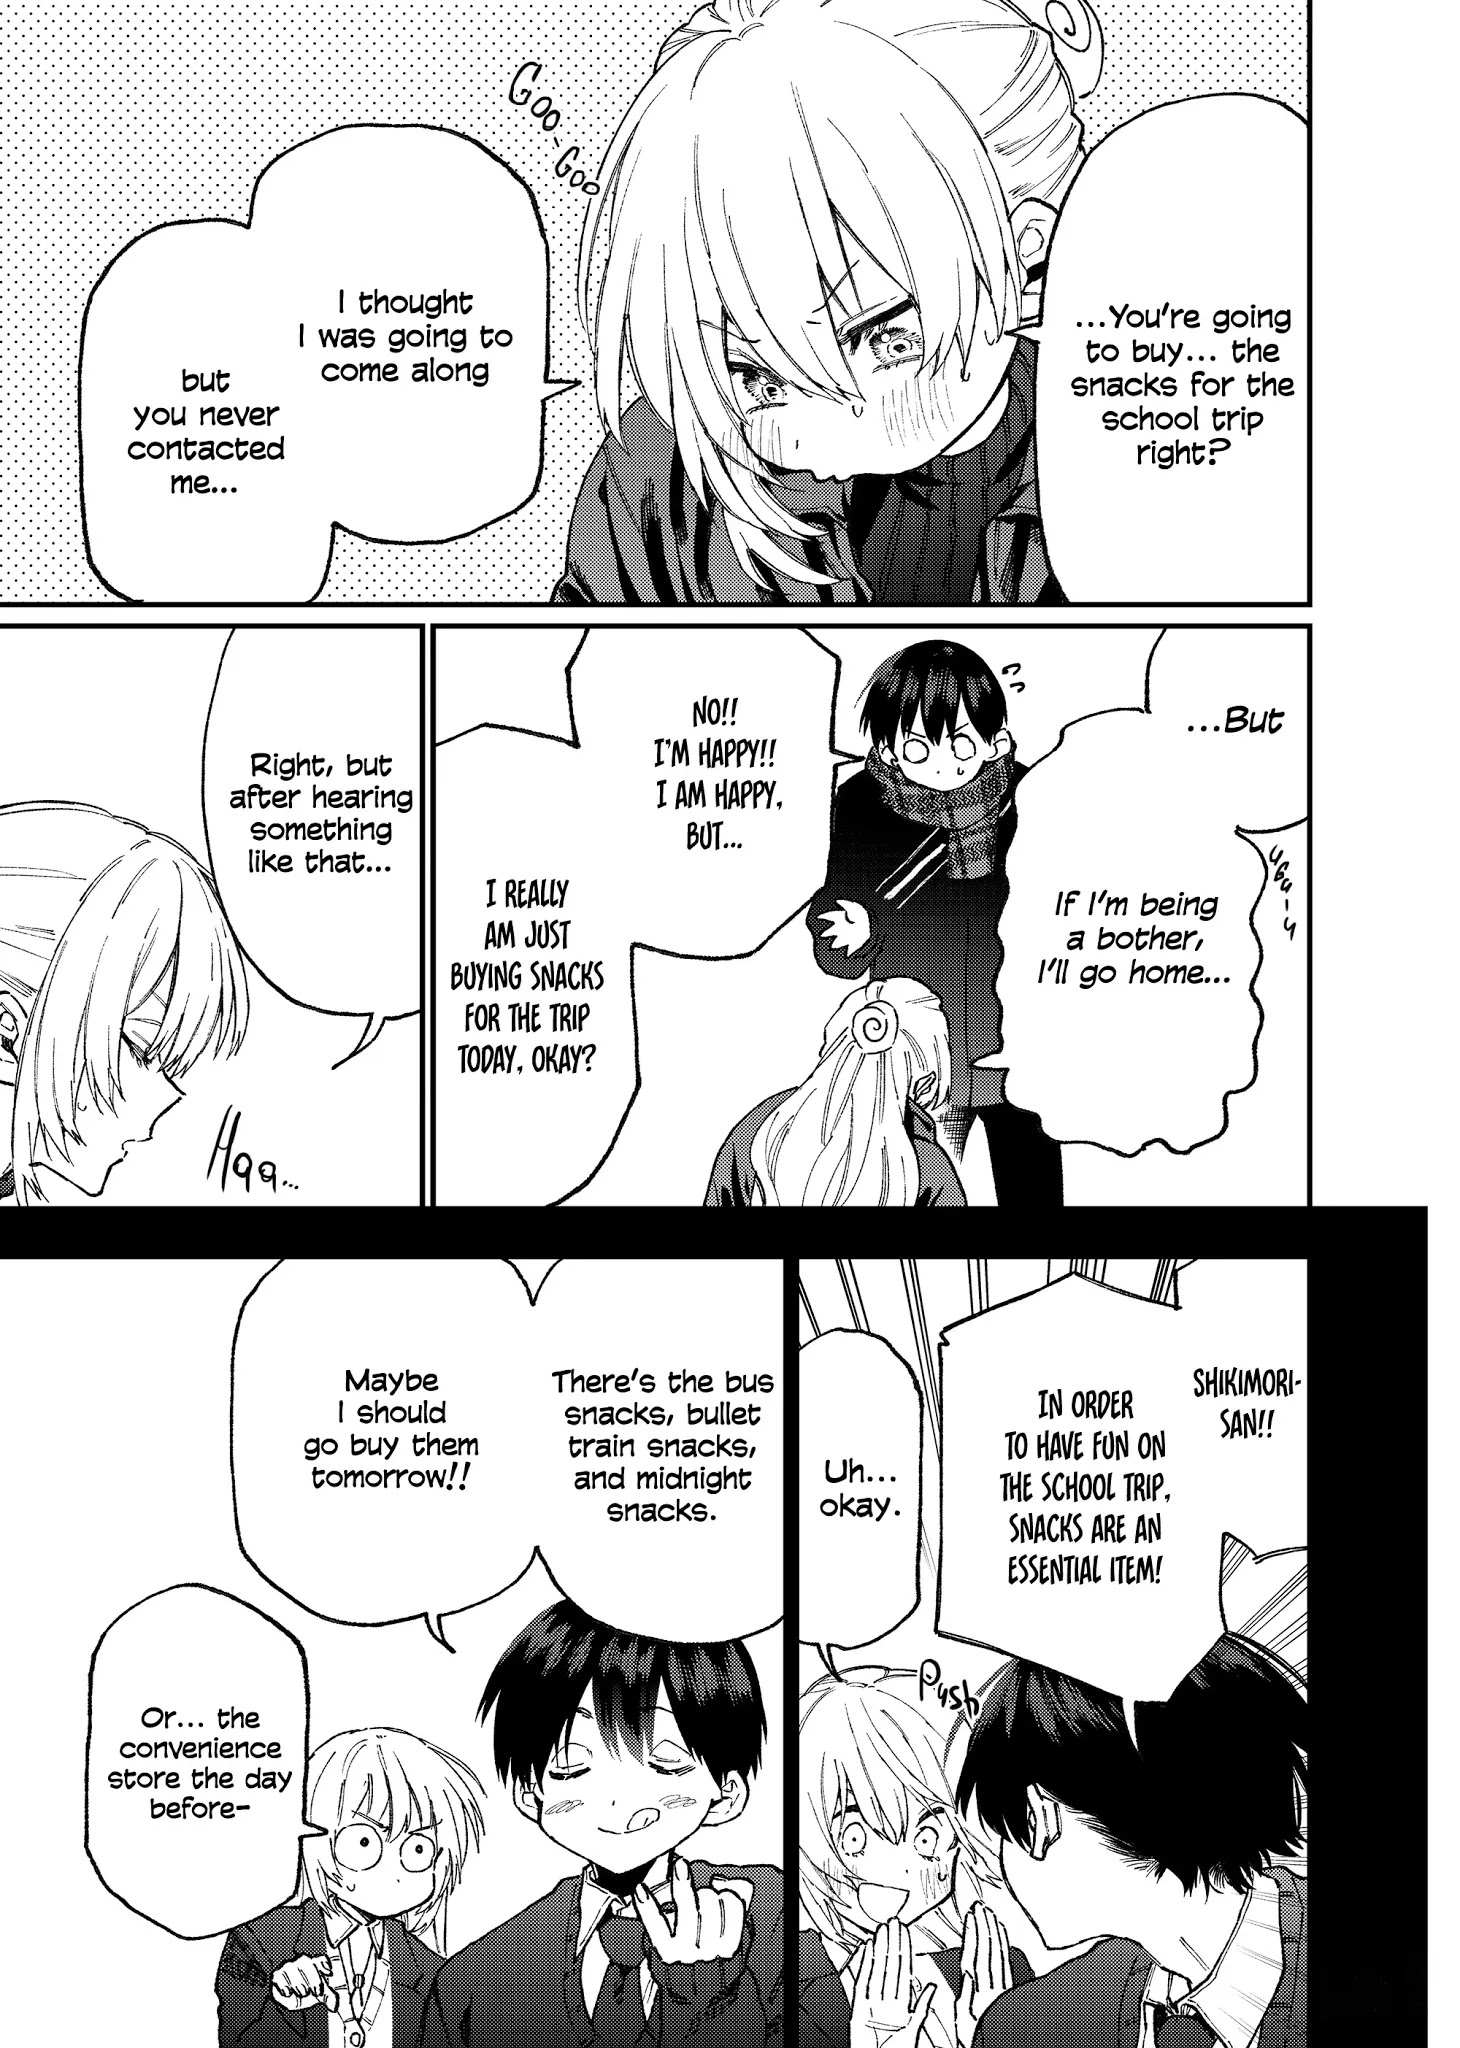 ...You're going
to buy... the
snacks for the
school trip
right?
Goo-
Goo
I thought
I was going to
come along
but
you never
contacted
me...
...But
If I'm being
a bother,
I'll go home...
NO!!
I'M HAPPY!!
I AM HAPPY,
BUT...
I REALLY
AM JUST
BUYING SNACKS
FOR THE TRIP
TODAY, OKAY?
Right, but
after hearing
something
like that...
Haa...
SHIKIMORI-
SAN!!
IN ORDER
TO HAVE FUN ON
THE SCHOOL TRIP,
SNACKS ARE AN
ESSENTIAL ITEM!
Uh...
okay.
Push
There's the bus
snacks, bullet
train snacks,
and midnight
snacks.
Maybe
I should
go buy them
tomorrow!!
Or... the
convenience
store the day
before-